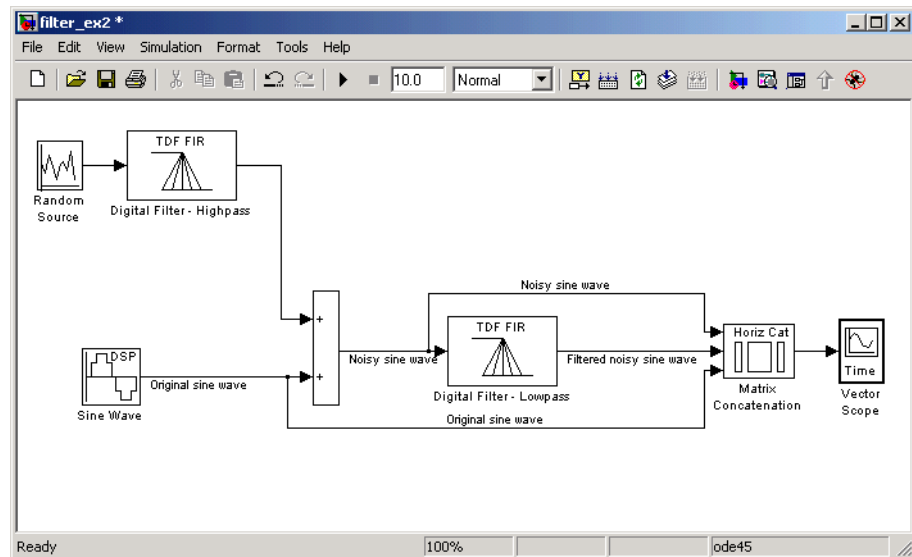 filter_ex2 *
File Edit View Simulation Format Tools Help
10.0 Normal
TDF FIR
Random
Source
Digital Filter - Highpass
Noisy sine wave
+
TDF FIR
Horiz Cat
DSP
Original sine wave
+
Noisy sine wave
Filtered noisy sine wave
Time
Sine Wave
Digital Filter - Lowpass
Matrix
Concatenation
Vector
Scope
Original sine wave
Ready 100% ode45